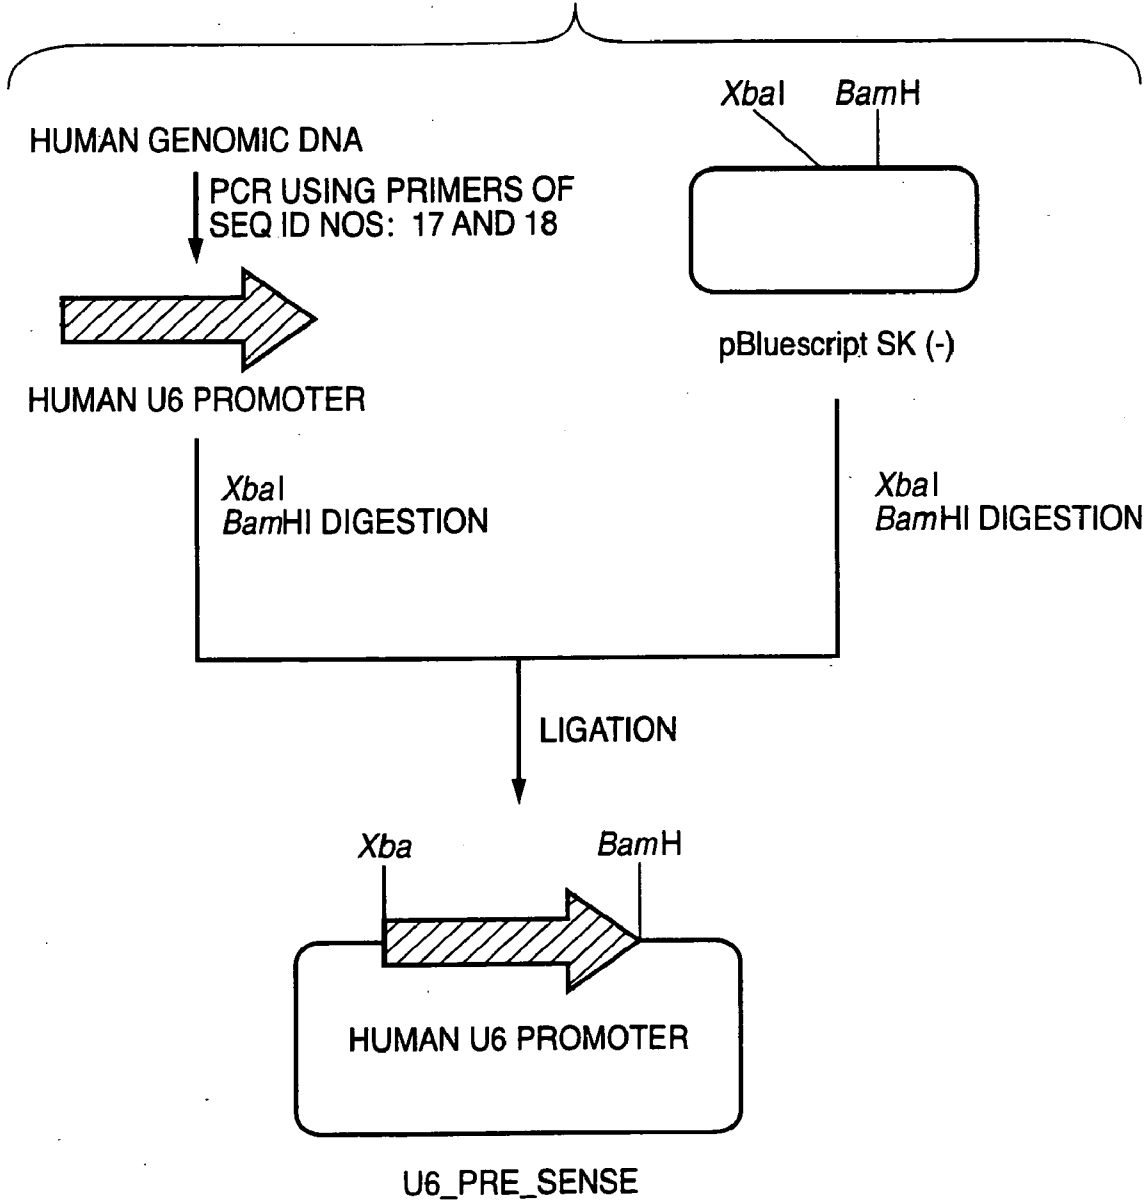 XbaI BamH
HUMAN GENOMIC DNA
PCR USING PRIMERS OF
SEQ ID NOS: 17 AND 18
pBluescript SK (-)
HUMAN U6 PROMOTER
XbaI
BamHI DIGESTION
XbaI
BamHI DIGESTION
LIGATION
Xba BamH
HUMAN U6 PROMOTER
U6_PRE_SENSE